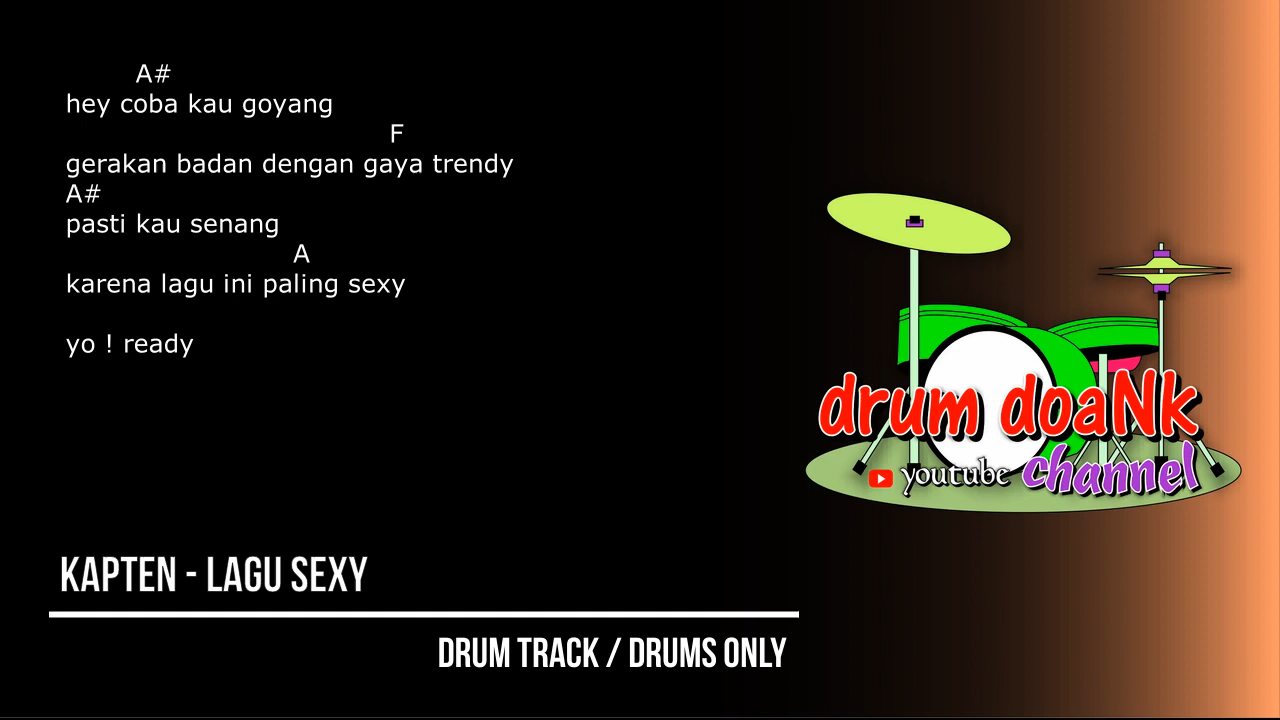 A#
hey coba kau goyang
F
gerakan badan dengan gaya trendy
A#
pasti kau senang
A
karena lagu ini paling sexy
yo ! ready
drum doaNk
youtube channel
KAPTEN - LAGU SEXY
DRUM TRACK / DRUMS ONLY